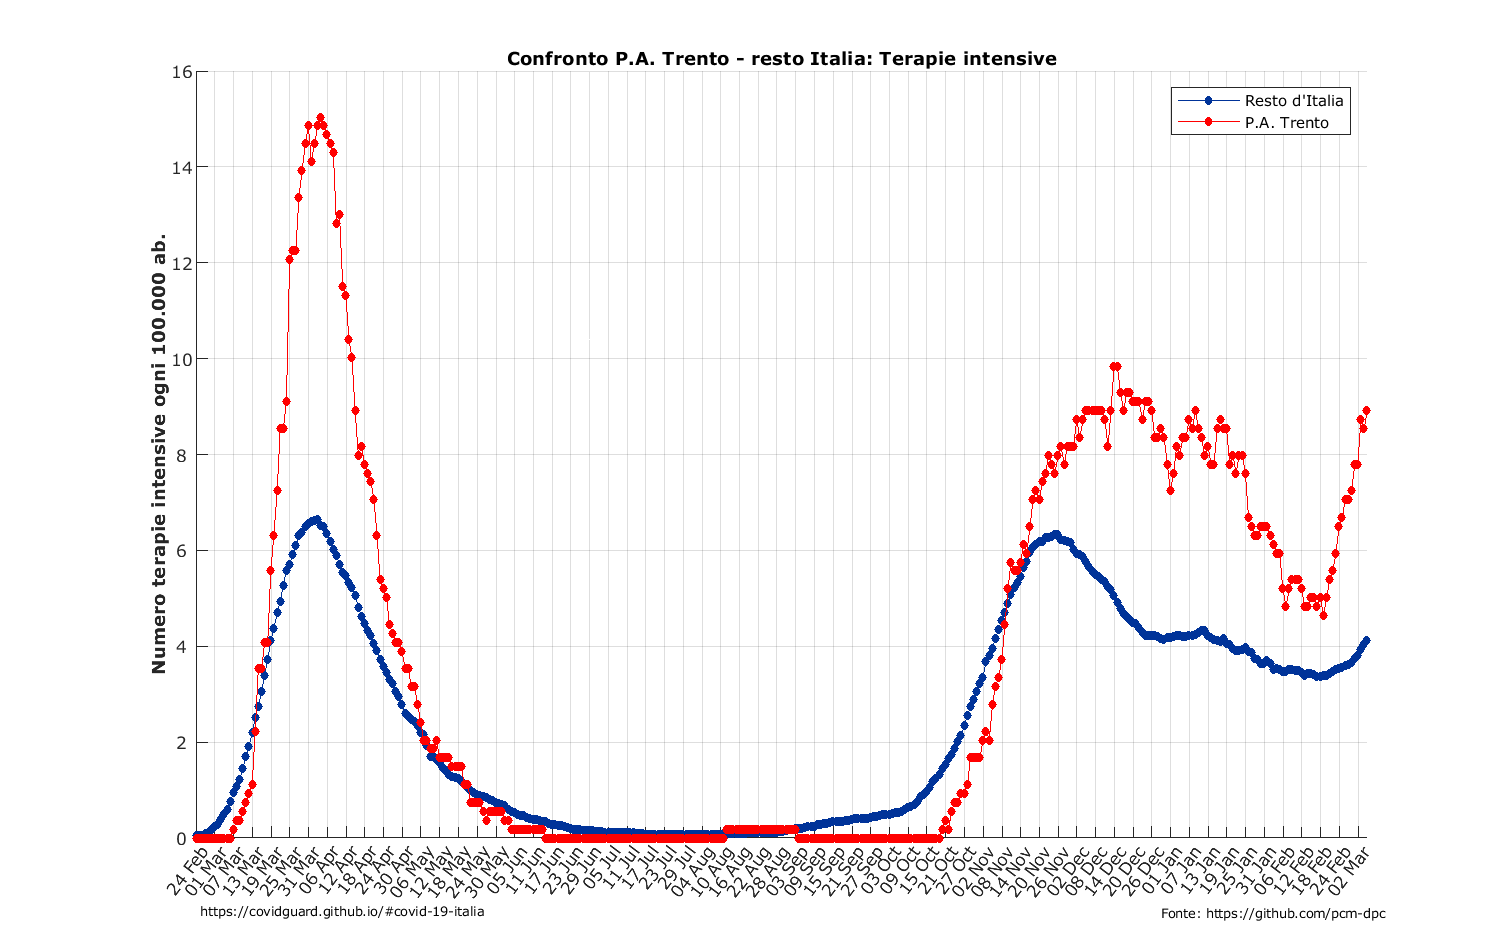 Confronto P.A. Trento - resto Italia: Terapie intensive
Resto d'Italia
P.A. Trento
Numero terapie intensive ogni 100.000 ab.
16
14
12
10
8
6
4
2
0
24 Feb
01 Mar
07 Mar
13 Mar
19 Mar
25 Mar
31 Mar
06 Apr
12 Apr
18 Apr
24 Apr
30 Apr
06 May
12 May
18 May
24 May
30 May
05 Jun
11 Jun
17 Jun
23 Jun
29 Jun
05 Jul
11 Jul
17 Jul
23 Jul
29 Jul
04 Aug
10 Aug
16 Aug
22 Aug
28 Aug
03 Sep
09 Sep
15 Sep
21 Sep
27 Sep
03 Oct
09 Oct
15 Oct
21 Oct
27 Oct
02 Nov
08 Nov
14 Nov
20 Nov
26 Nov
02 Dec
08 Dec
14 Dec
20 Dec
26 Dec
01 Jan
07 Jan
13 Jan
19 Jan
25 Jan
31 Jan
06 Feb
12 Feb
18 Feb
24 Feb
02 Mar
https://covidguard.github.io/#covid-19-italia
Fonte: https://github.com/pcm-dpc